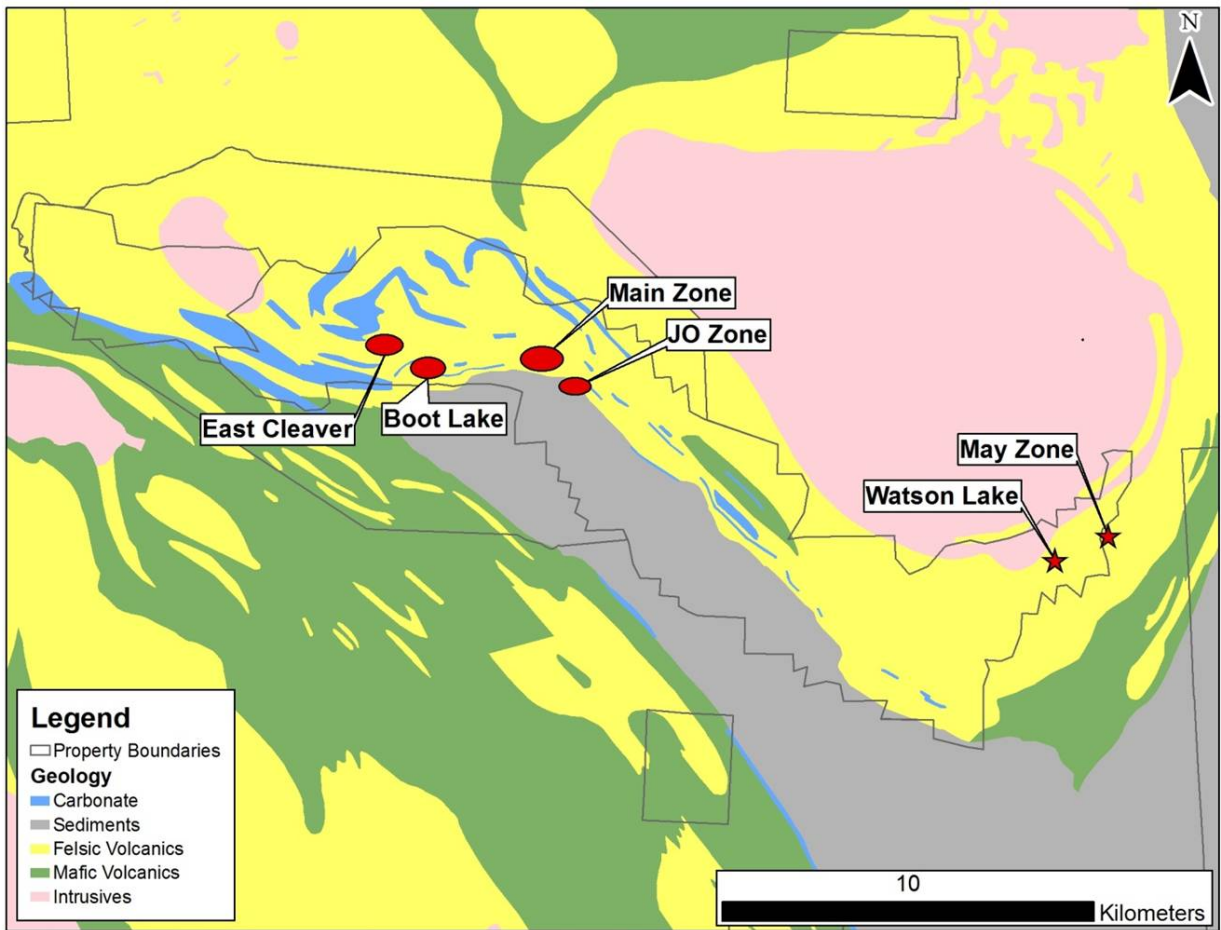 N
Main Zone
JO Zone
East Cleaver
Boot Lake
May Zone
Watson Lake
Legend
Property Boundaries
Geology
Carbonate
Sediments
Felsic Volcanics
Mafic Volcanics
Intrusives
10
Kilometers